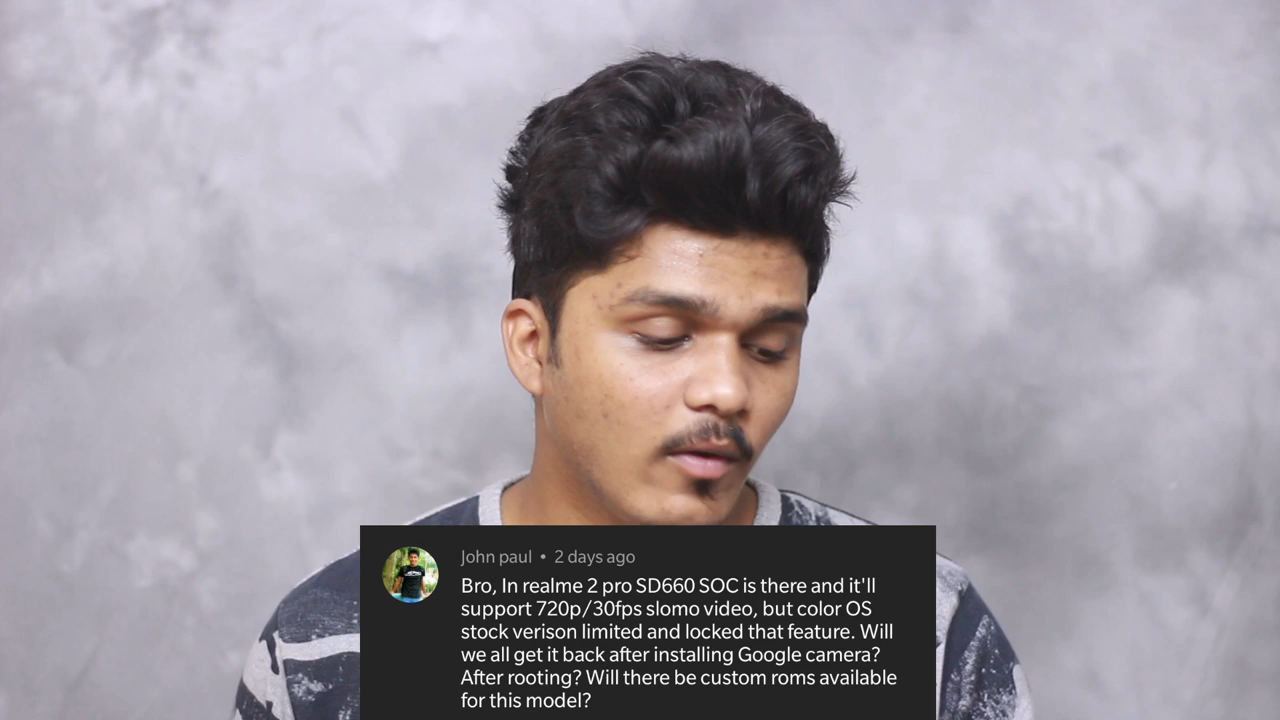 John paul • 2 days ago
Bro, In realme 2 pro SD660 SOC is there and it'll
support 720p/30fps slomo video, but color OS
stock verison limited and locked that feature. Will
we all get it back after installing Google camera?
After rooting? Will there be custom roms available
for this model?